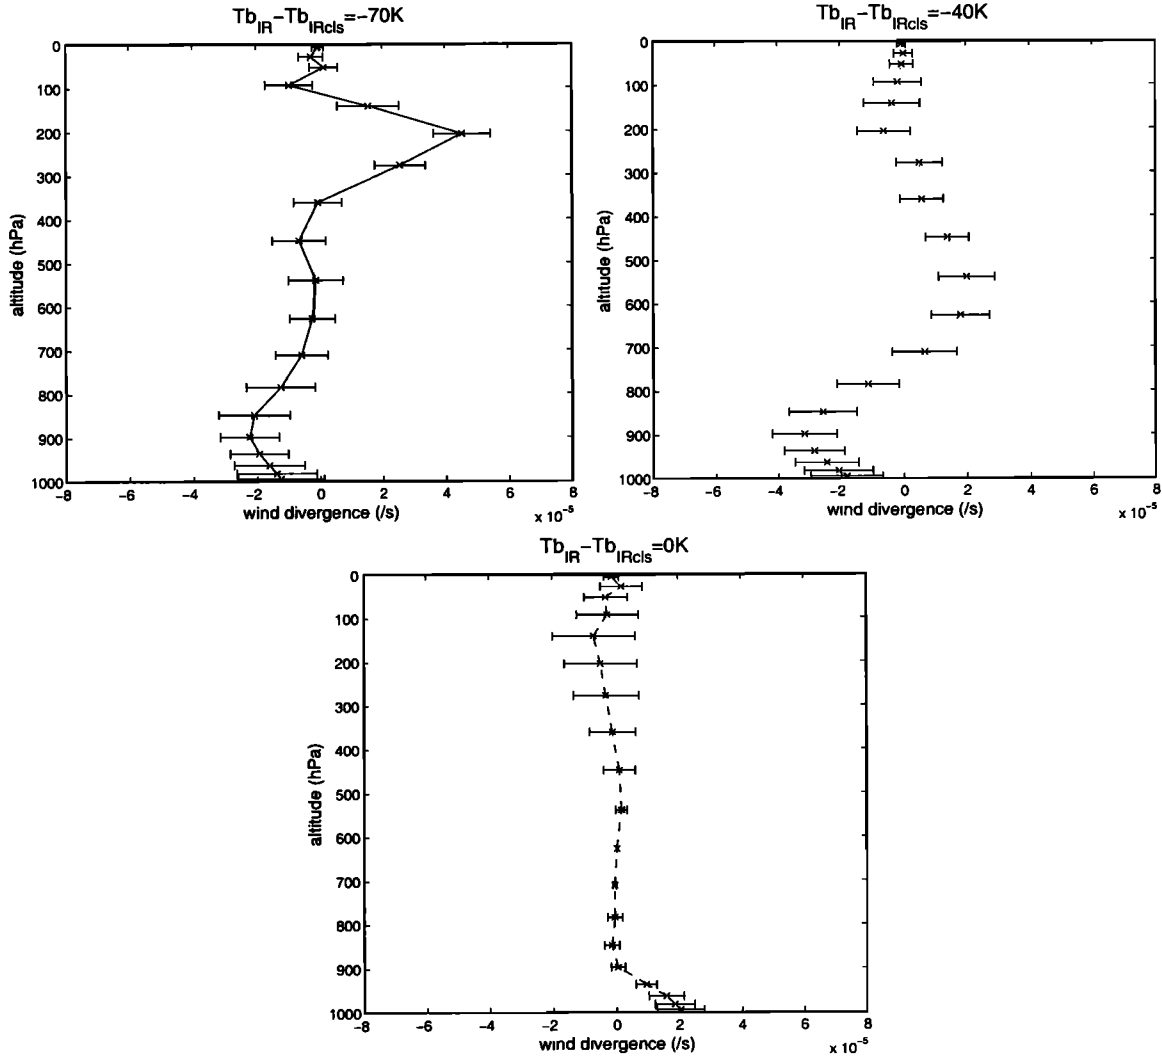 Tb_IR−Tb_IRcls=−70K
0
100
200
300
400
500
600
700
800
900
1000
altitude (hPa)
−8 −6 −4 −2 0 2 4 6 8
wind divergence (/s)
x 10^-5
Tb_IR−Tb_IRcls=−40K
0
100
200
300
400
500
600
700
800
900
1000
altitude (hPa)
−8 −6 −4 −2 0 2 4 6 8
wind divergence (/s)
x 10^-5
Tb_IR−Tb_IRcls=0K
0
100
200
300
400
500
600
700
800
900
1000
altitude (hPa)
−8 −6 −4 −2 0 2 4 6 8
wind divergence (/s)
x 10^-5